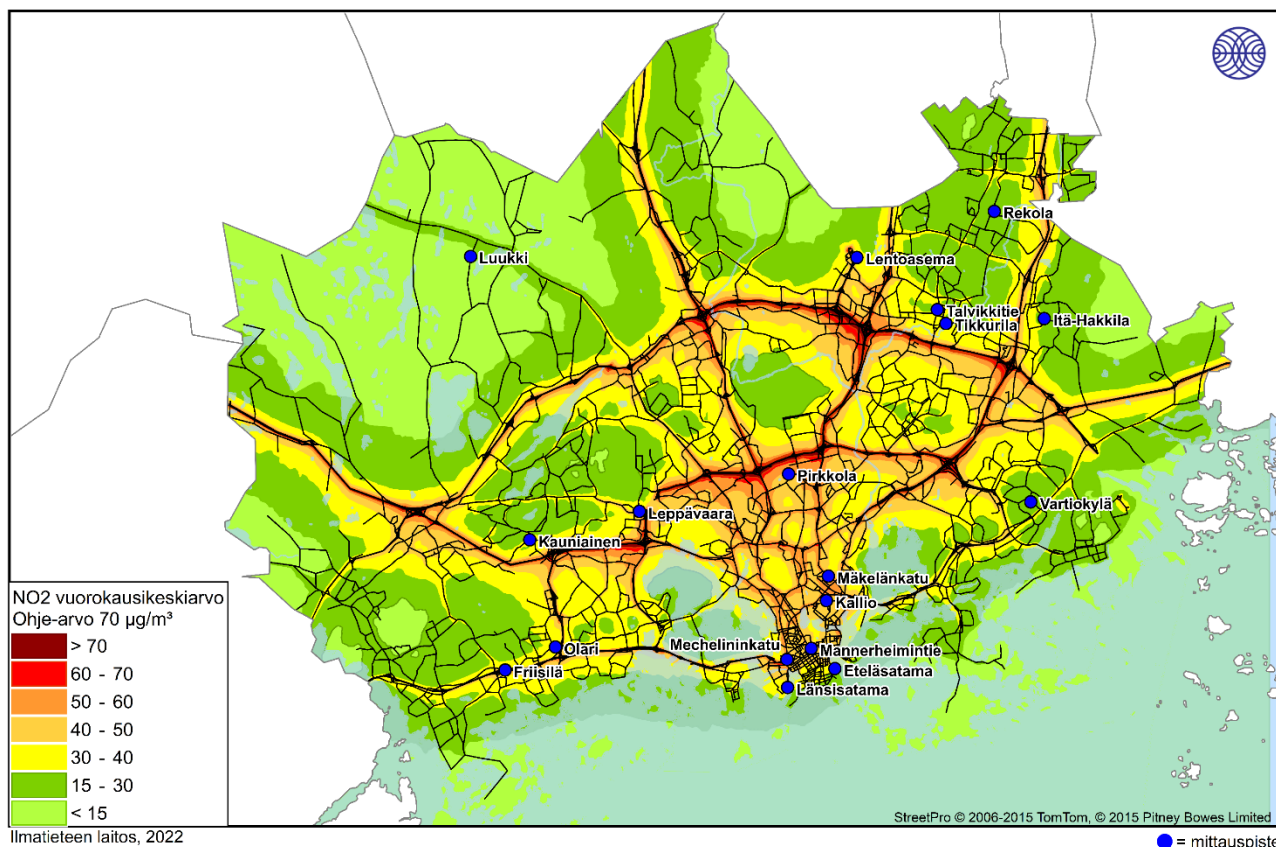 Rekola
Luukki
Lentoasema
Talvikkitie
Tikkurila
Itä-Hakkila
Pirkkola
Vartiokylä
Leppävaara
Kauniainen
Mäkelänkatu
Kallio
Mechelininkatu
Mannerheimintie
Olari
Eteläsatama
Friisilä
Länsisatama
NO2 vuorokausikeskiarvo
Ohje-arvo 70 µg/m³
> 70
60 - 70
50 - 60
40 - 50
30 - 40
15 - 30
< 15
StreetPro © 2006-2015 TomTom, © 2015 Pitney Bowes Limited
Ilmatieteen laitos, 2022
= mittauspiste